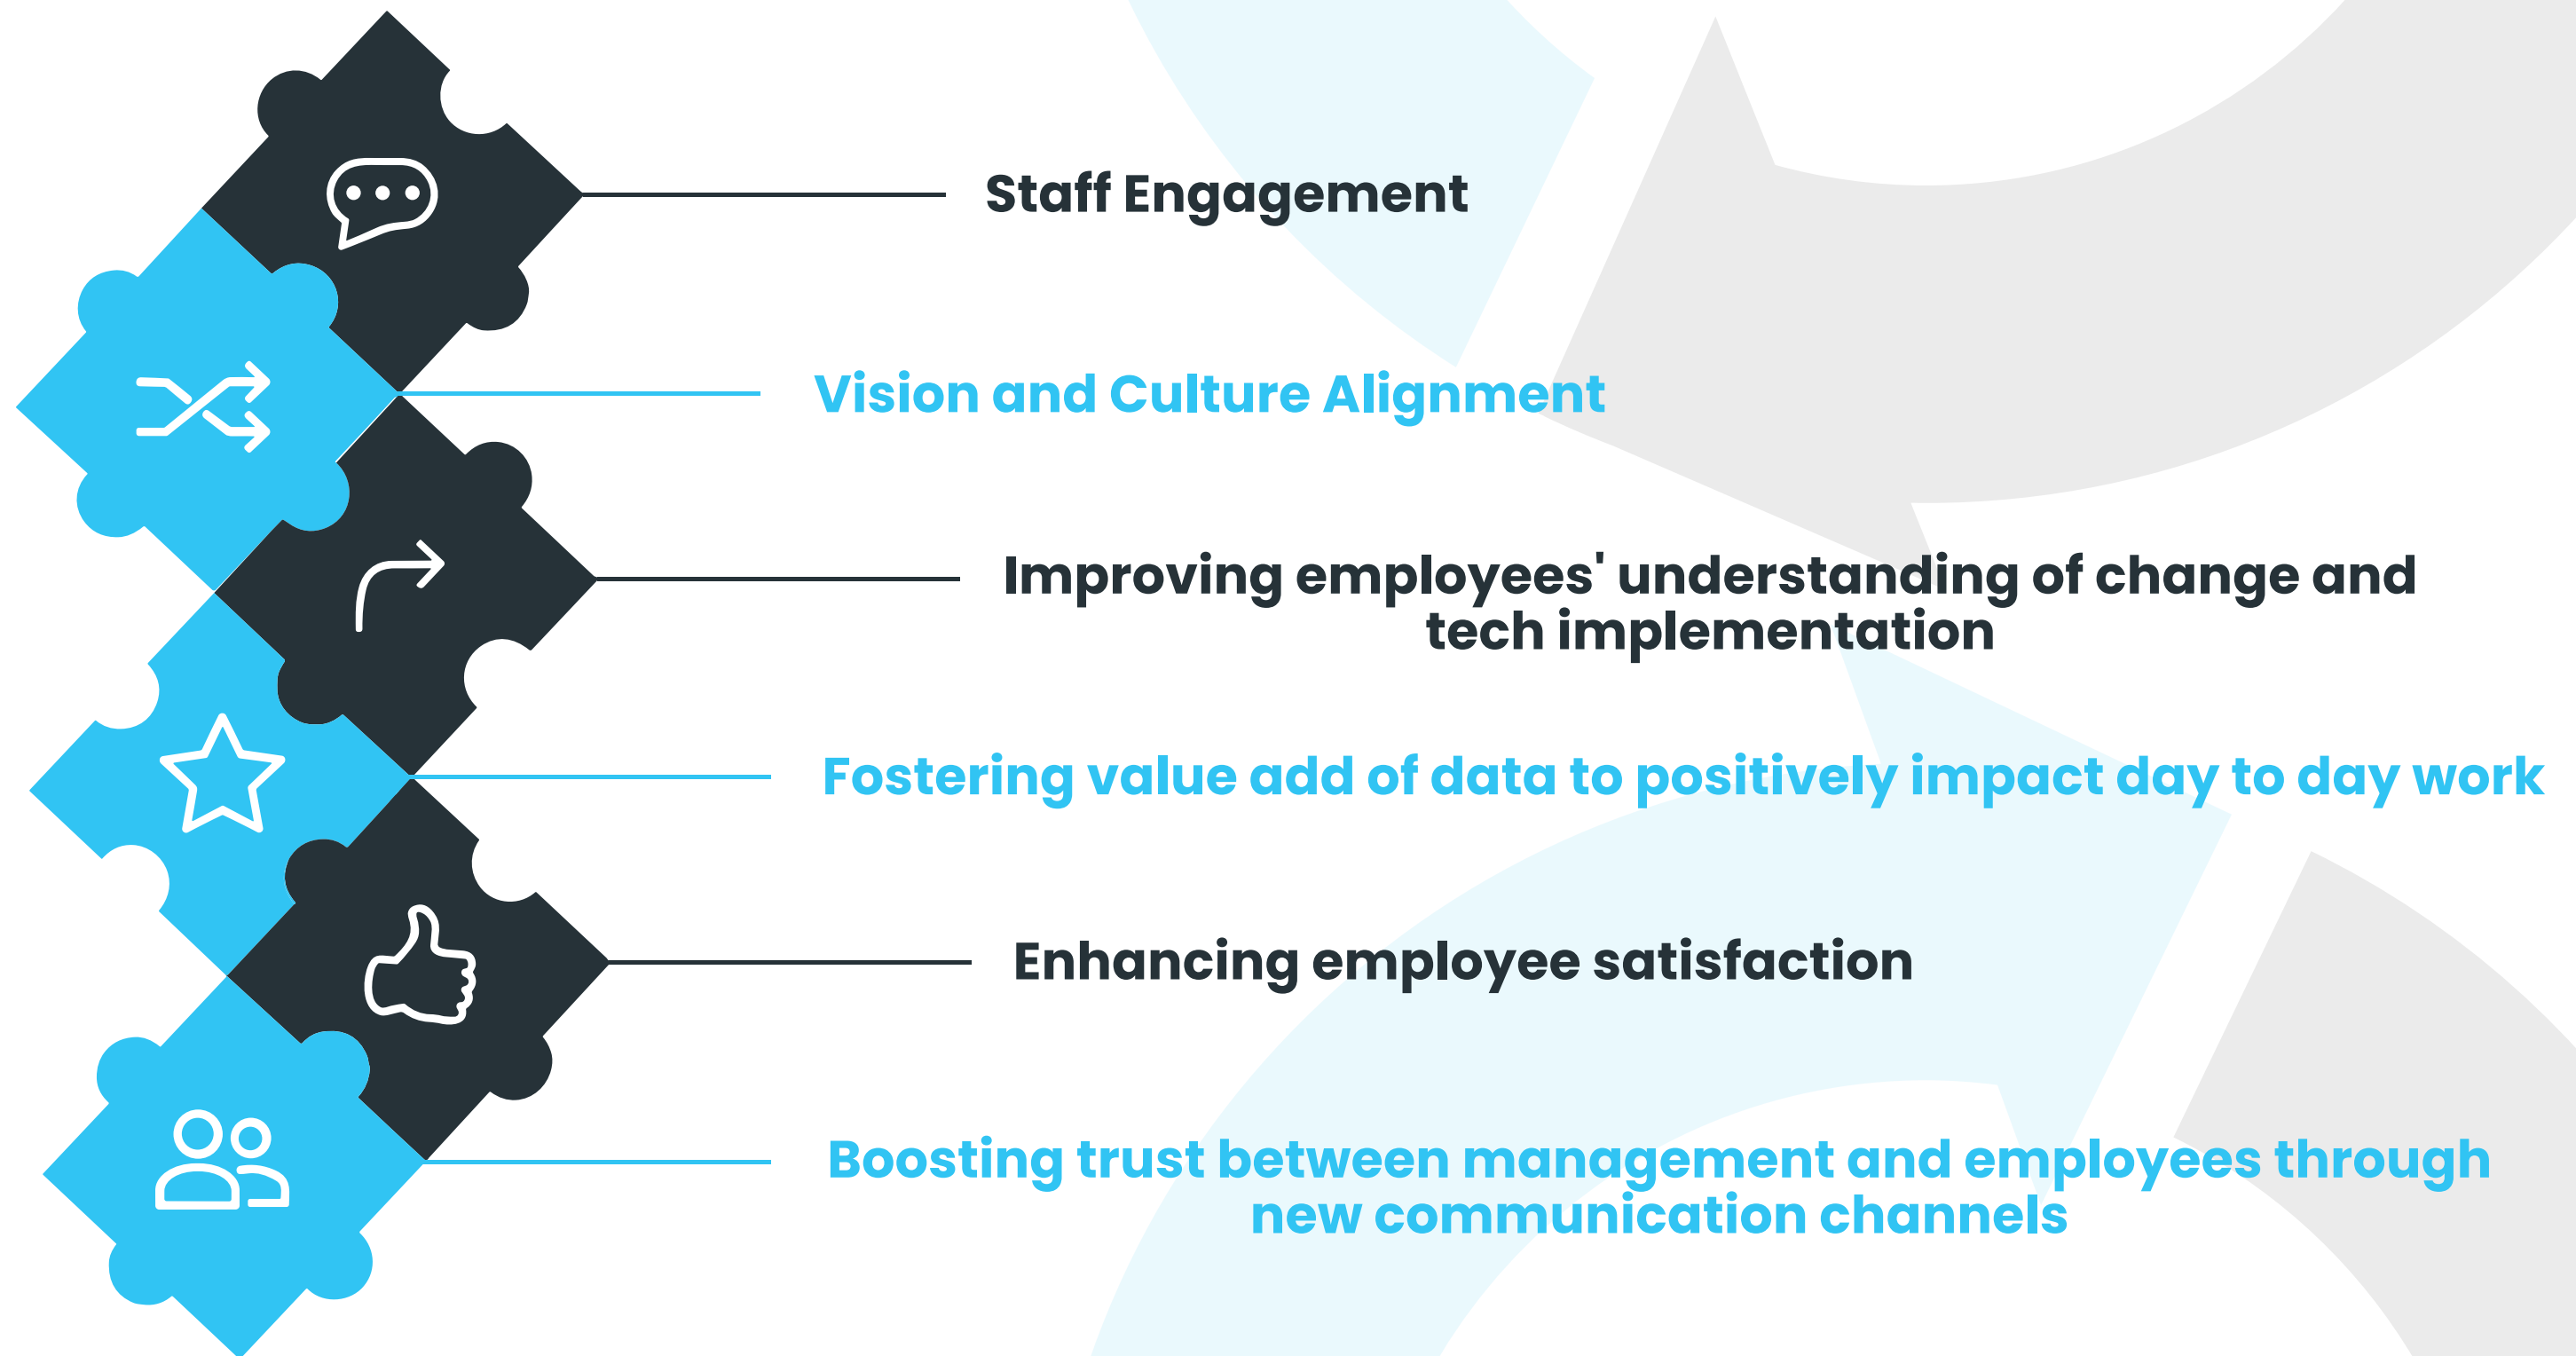 Staff Engagement
Vision and Culture Alignment
Improving employees' understanding of change and
tech implementation
Fostering value add of data to positively impact day to day work
Enhancing employee satisfaction
Boosting trust between management and employees through
new communication channels